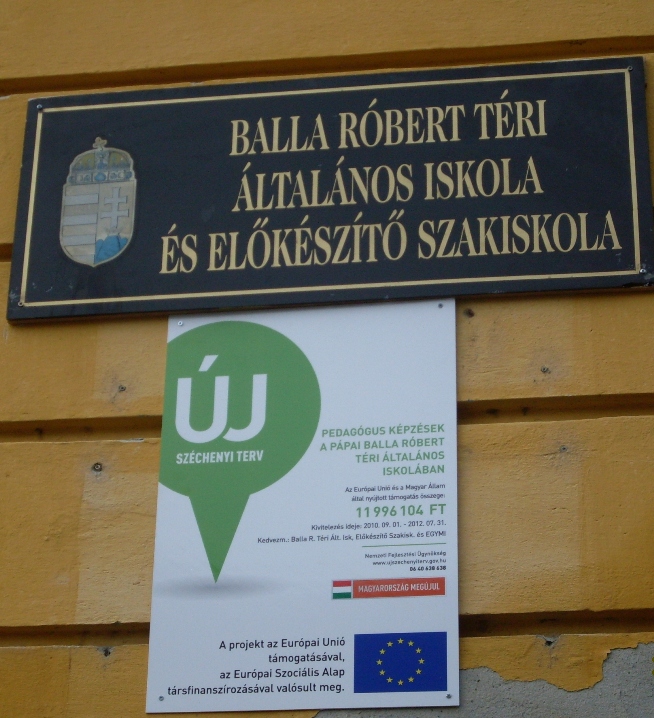 BALLA RÓBERT TÉRI
ÁLTALÁNOS ISKOLA
ÉS ELŐKÉSZÍTŐ SZAKISKOLA
ÚJ
SZÉCHENYI TERV
PEDAGÓGUS KÉPZÉSEK
A PÁPAI BALLA RÓBERT
TÉRI ÁLTALÁNOS
ISKOLÁBAN
Az Európai Unió és a Magyar Állam
által nyújtott támogatás összege:
11 996 104 FT
Kivitelezés ideje: 2010. 09. 01. - 2012. 07. 31.
Kedvezm.: Balla R. Téri Ált. Isk, Előkészítő Szakisk. és EGYMI
Nemzeti Fejlesztési Ügynökség
www.ujszechenyiterv.gov.hu
06 40 638 638
MAGYARORSZÁG MEGÚJUL
A projekt az Európai Unió
támogatásával,
az Európai Szociális Alap
társfinanszírozásával valósult meg.